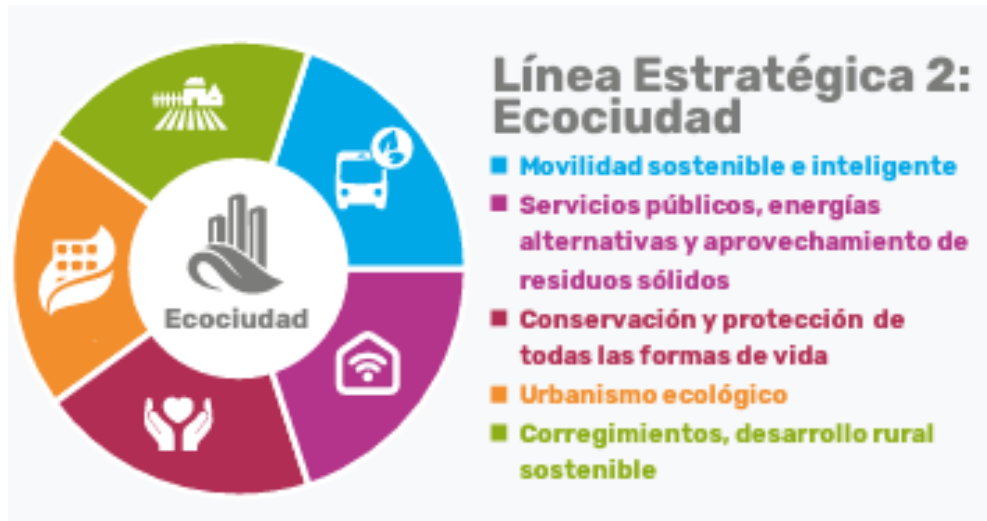 Línea Estratégica 2:
Ecociudad
Movilidad sostenible e inteligente
Servicios públicos, energías
alternativas y aprovechamiento de
residuos sólidos
Conservación y protección de
todas las formas de vida
Urbanismo ecológico
Corregimientos, desarrollo rural
sostenible
Ecociudad